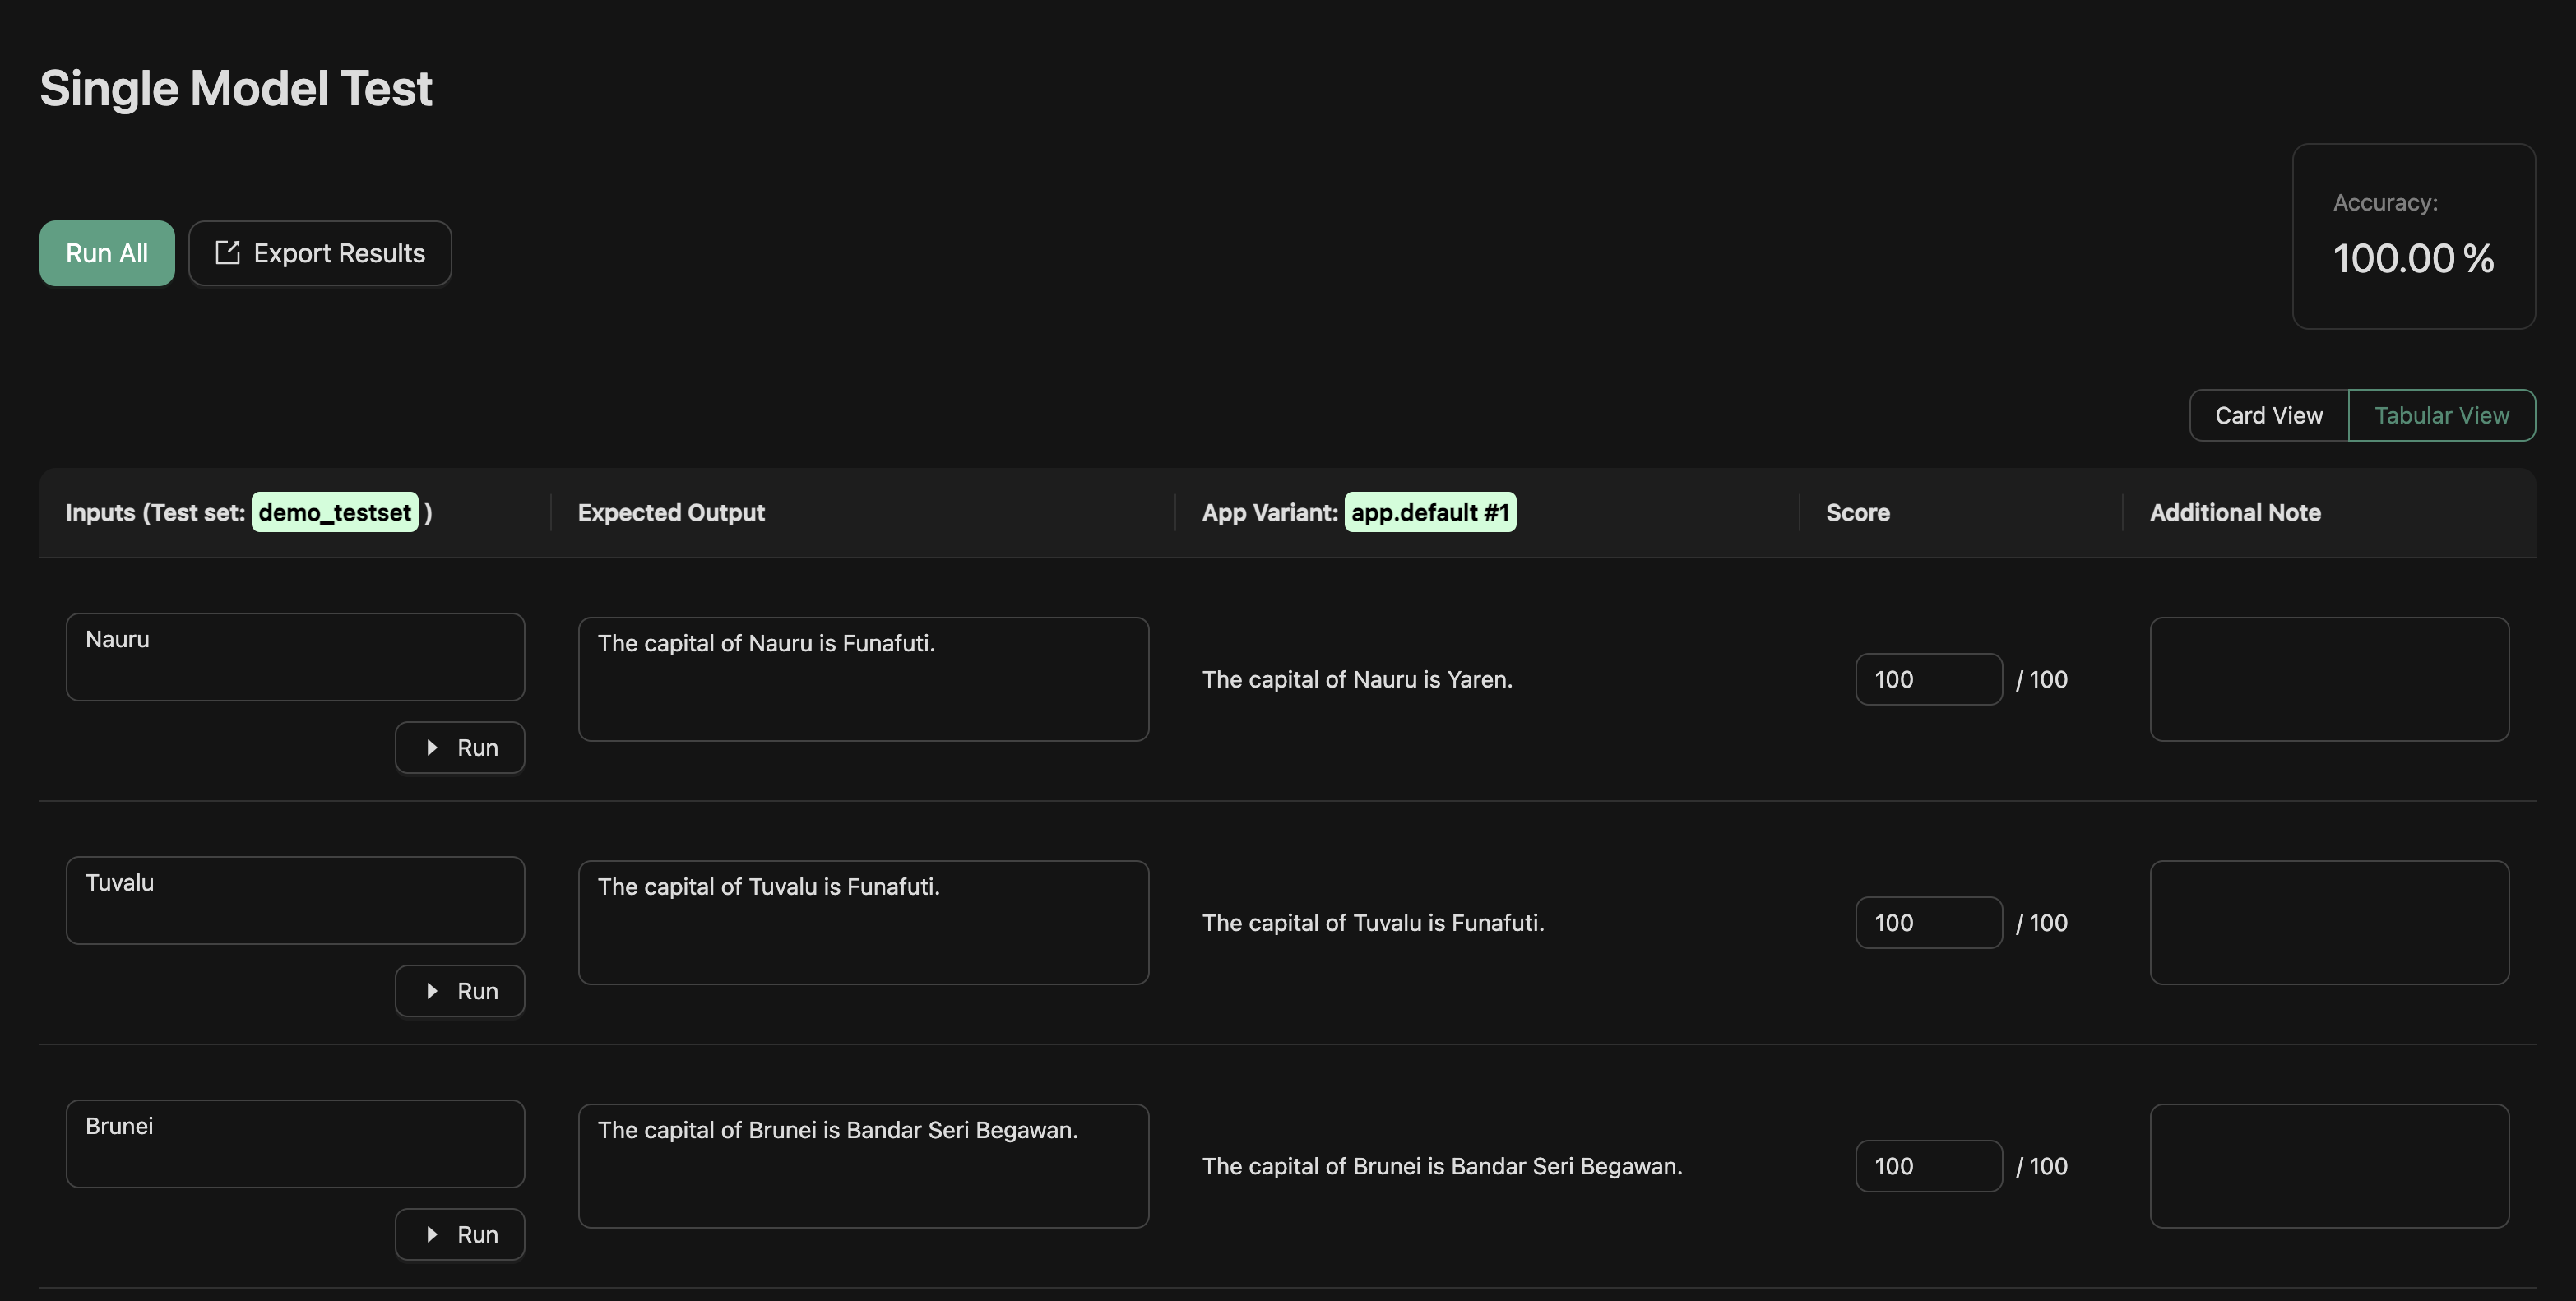 Single Model Test
Run All
Export Results
Accuracy:
100.00 %
Card View
Tabular View
Inputs (Test set: demo_testset )
Expected Output
App Variant: app.default #1
Score
Additional Note
Nauru
Run
The capital of Nauru is Funafuti.
The capital of Nauru is Yaren.
100 / 100
Tuvalu
Run
The capital of Tuvalu is Funafuti.
The capital of Tuvalu is Funafuti.
100 / 100
Brunei
Run
The capital of Brunei is Bandar Seri Begawan.
The capital of Brunei is Bandar Seri Begawan.
100 / 100